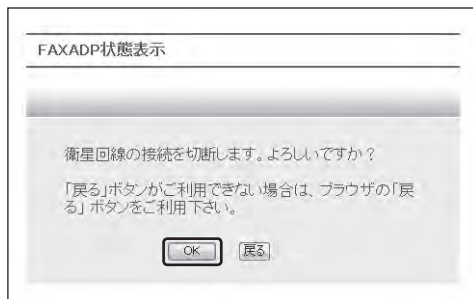 FAXADP状態表示
衛星回線の接続を切断します。よろしいですか？
「戻る」ボタンがご利用できない場合は、ブラウザの「戻
る」ボタンをご利用下さい。
OK 戻る